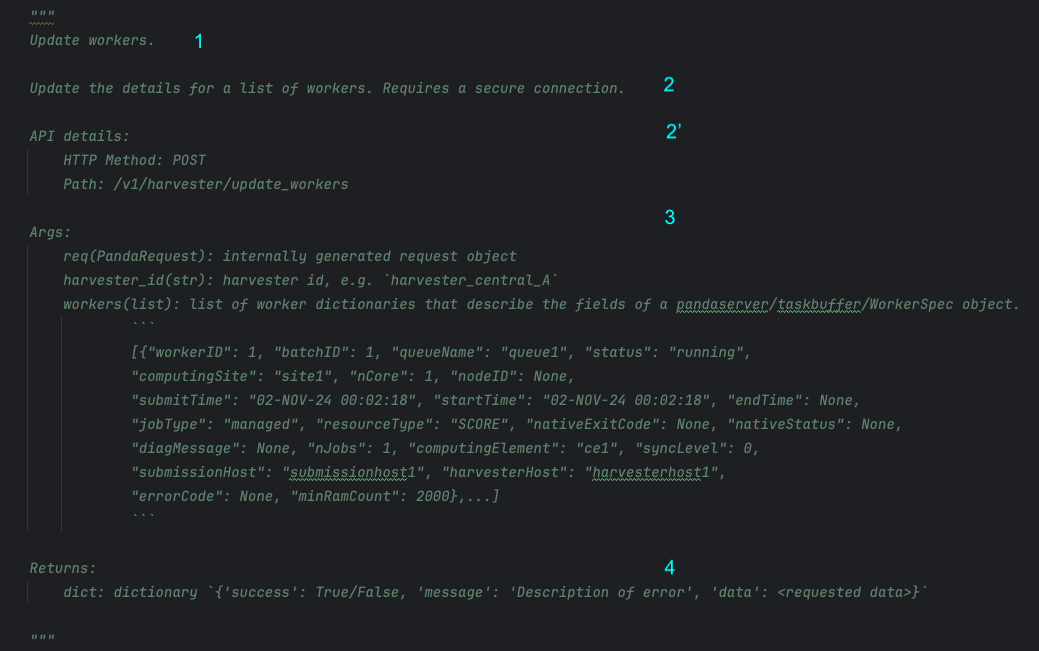 """
Update workers. 1
Update the details for a list of workers. Requires a secure connection. 2
API details: 2'
HTTP Method: POST
Path: /v1/harvester/update_workers
3
Args:
req(PandaRequest): internally generated request object
harvester_id(str): harvester id, e.g. `harvester_central_A`
workers(list): list of worker dictionaries that describe the fields of a pandaserver/taskbuffer/WorkerSpec object.
```
[{"workerID": 1, "batchID": 1, "queueName": "queue1", "status": "running",
"computingSite": "site1", "nCore": 1, "nodeID": None,
"submitTime": "02-NOV-24 00:02:18", "startTime": "02-NOV-24 00:02:18", "endTime": None,
"jobType": "managed", "resourceType": "SCORE", "nativeExitCode": None, "nativeStatus": None,
"diagMessage": None, "nJobs": 1, "computingElement": "ce1", "syncLevel": 0,
"submissionHost": "submissionhost1", "harvesterHost": "harvesterhost1",
"errorCode": None, "minRamCount": 2000},...]
```
Returns: 4
dict: dictionary `{'success': True/False, 'message': 'Description of error', 'data': <requested data>}`
"""